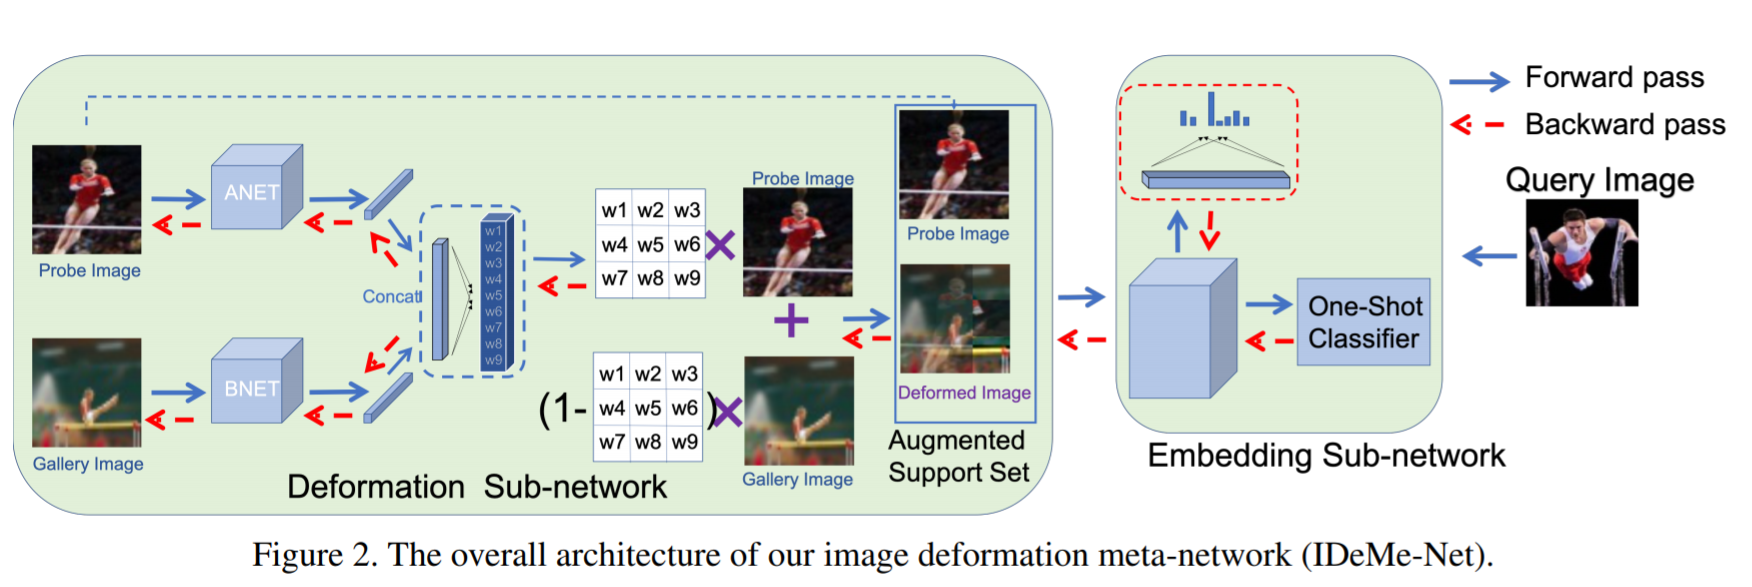 Forward pass
Backward pass
Query Image
Probe Image
ANET
Concat
w1
w2
w3
w4
w5
w6
w7
w8
w9
w1 w2 w3
w4 w5 w6
w7 w8 w9
Probe Image
Probe Image
Gallery Image
BNET
(1-
w1 w2 w3
w4 w5 w6
w7 w8 w9
)
Gallery Image
Deformed Image
Augmented
Support Set
Deformation Sub-network
One-Shot
Classifier
Embedding Sub-network
Figure 2. The overall architecture of our image deformation meta-network (IDeMe-Net).